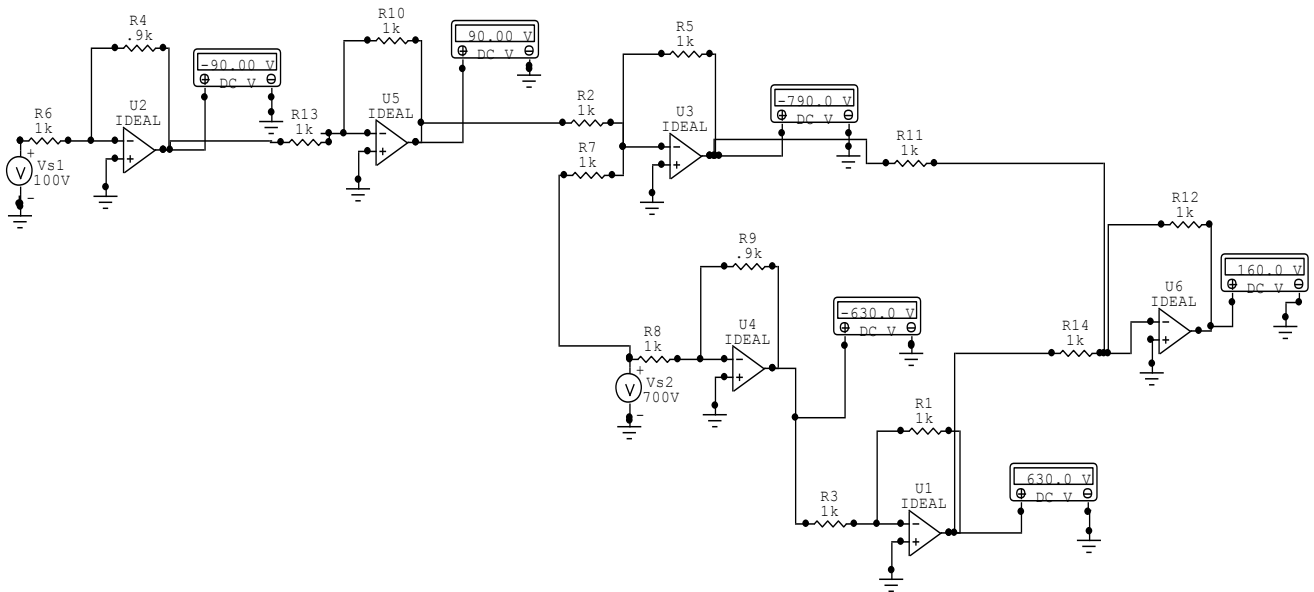 R4
.9k
-90.00 V
DC V
R6
1k
U2
IDEAL
+
Vs1
100V
-
V
R13
1k
R10
1k
U5
IDEAL
90.00 V
DC V
R2
1k
R7
1k
R5
1k
U3
IDEAL
-790.0 V
DC V
R11
1k
R9
.9k
R8
1k
U4
IDEAL
+
Vs2
700V
-
V
-630.0 V
DC V
R3
1k
R1
1k
U1
IDEAL
630.0 V
DC V
R14
1k
R12
1k
U6
IDEAL
160.0 V
DC V